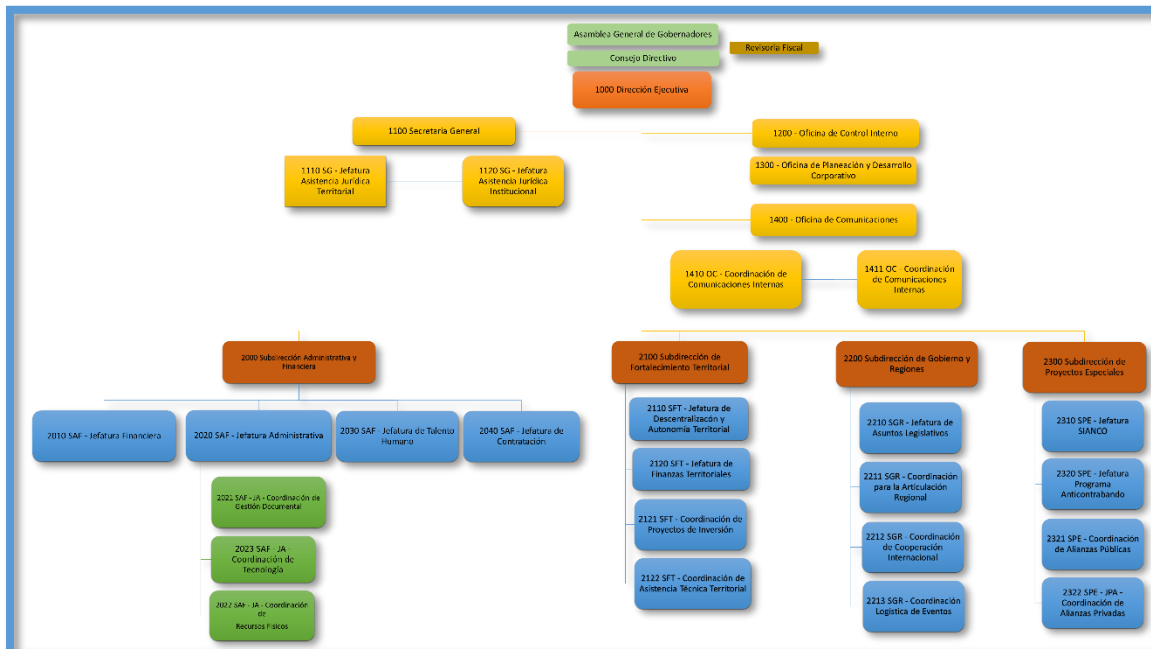 Asamblea General de Gobernadores
Revisoría Fiscal
Consejo Directivo
1000 Dirección Ejecutiva
1100 Secretaría General
1200 - Oficina de Control Interno
1110 SG - Jefatura
Asistencia Jurídica
Territorial
1120 SG - Jefatura
Asistencia Jurídica
Institucional
1300 - Oficina de Planeación y Desarrollo
Corporativo
1400 - Oficina de Comunicaciones
1410 OC - Coordinación de
Comunicaciones Internas
1411 OC - Coordinación
de Comunicaciones
Internas
2000 Subdirección Administrativa y
Financiera
2100 Subdirección de
Fortalecimiento Territorial
2200 Subdirección de Gobierno y
Regiones
2300 Subdirección de
Proyectos Especiales
2010 SAF - Jefatura Financiera
2020 SAF - Jefatura Administrativa
2030 SAF - Jefatura de Talento
Humano
2040 SAF - Jefatura de
Contratación
2021 SAF - JA - Coordinación de
Gestión Documental
2023 SAF - JA -
Coordinación de
Tecnología
2022 SAF - JA - Coordinación
de
Recursos Físicos
2110 SFT - Jefatura de
Descentralizacón y
Autonomía Territorial
2120 SFT - Jefatura de
Finanzas Territoriales
2121 SFT - Coordinación de
Proyectos de Inversión
2122 SFT - Coordinación de
Asistencia Técnica Territorial
2210 SGR - Jefatura de
Asuntos Legislativos
2211 SGR - Coordinación
para la Articulación
Regional
2212 SGR - Coordinación
de Cooperación
Internacional
2213 SGR - Coordinación
Logística de Eventos
2310 SPE - Jefatura
SIANCO
2320 SPE - Jefatura
Programa
Anticontrabando
2321 SPE - Coordinación
de Alianzas Públicas
2322 SPE - JPA -
Coordinación de
Alianzas Privadas